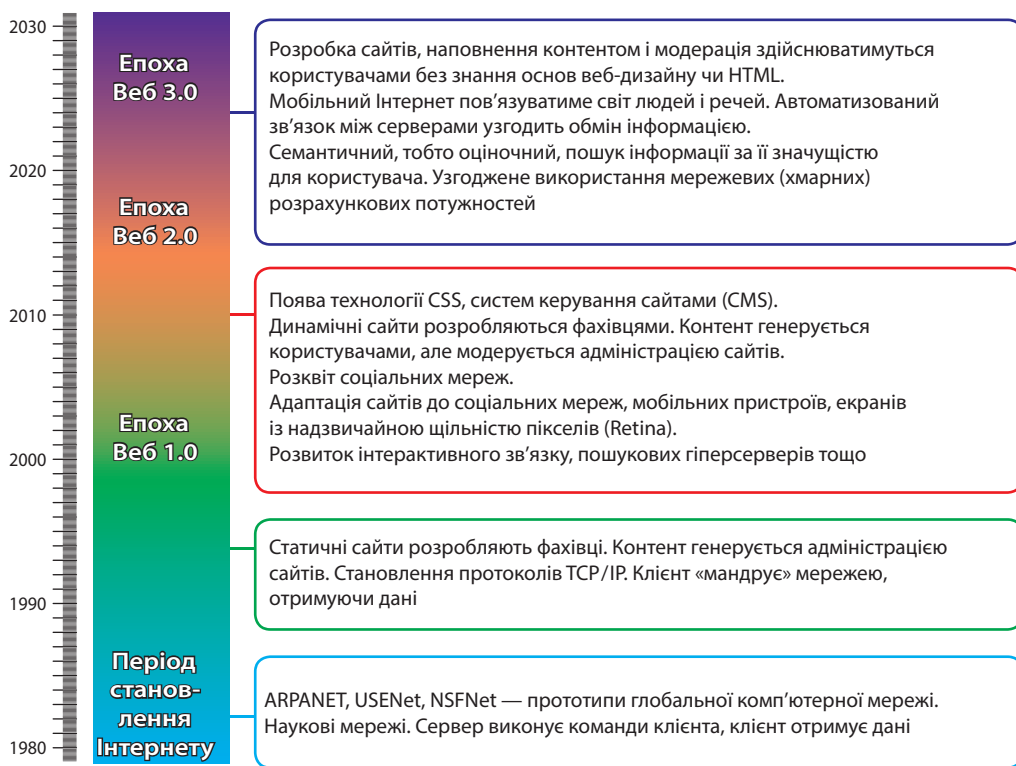 2030
Епоха
Веб 3.0
Розробка сайтів, наповнення контентом і модерація здійснюватимуться
користувачами без знання основ веб-дизайну чи HTML.
Мобільний Інтернет пов’язуватиме світ людей і речей. Автоматизований
зв’язок між серверами узгодить обмін інформацією.
Семантичний, тобто оціночний, пошук інформації за її значущістю
для користувача. Узгоджене використання мережевих (хмарних)
розрахункових потужностей
2020
Епоха
Веб 2.0
2010
Поява технології CSS, систем керування сайтами (CMS).
Динамічні сайти розробляються фахівцями. Контент генерується
користувачами, але модерується адміністрацією сайтів.
Розквіт соціальних мереж.
Адаптація сайтів до соціальних мереж, мобільних пристроїв, екранів
із надзвичайною щільністю пікселів (Retina).
Розвиток інтерактивного зв’язку, пошукових гіперсерверів тощо
Епоха
Веб 1.0
2000
Статичні сайти розробляють фахівці. Контент генерується адміністрацією
сайтів. Становлення протоколів TCP/IP. Клієнт «мандрує» мережею,
отримуючи дані
1990
Період
станов-
лення
Інтернету
ARPANET, USENet, NSFNet — прототипи глобальної комп’ютерної мережі.
Наукові мережі. Сервер виконує команди клієнта, клієнт отримує дані
1980